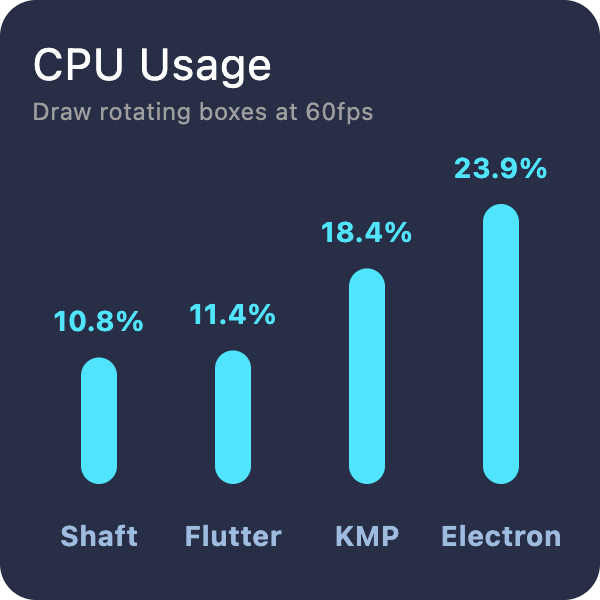 CPU Usage
Draw rotating boxes at 60fps
23.9%
18.4%
10.8%
11.4%
Shaft Flutter KMP Electron